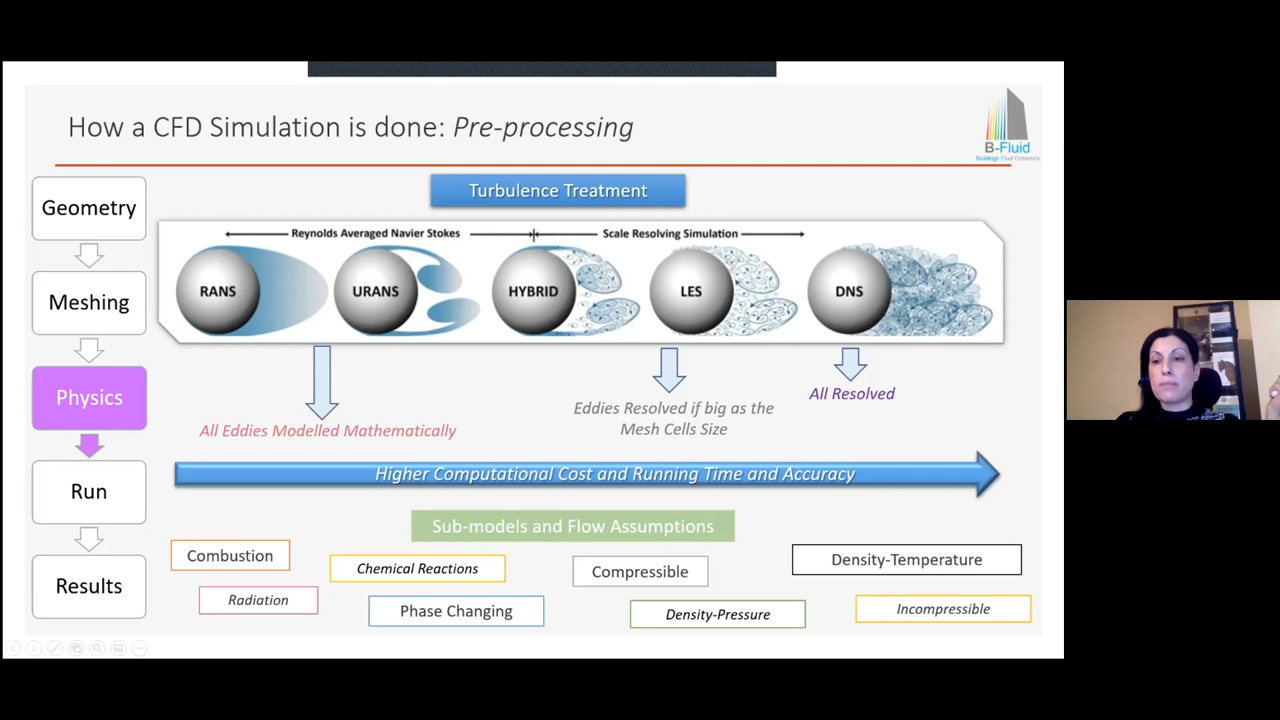 How a CFD Simulation is done: Pre-processing
B-Fluid
Buildings Fluid Dynamics
Geometry
Meshing
Physics
Run
Results
Turbulence Treatment
Reynolds Averaged Navier Stokes
Scale Resolving Simulation
RANS
URANS
HYBRID
LES
DNS
All Eddies Modelled Mathematically
Eddies Resolved if big as the
Mesh Cells Size
All Resolved
Higher Computational Cost and Running Time and Accuracy
Sub-models and Flow Assumptions
Combustion
Chemical Reactions
Compressible
Density-Temperature
Radiation
Phase Changing
Density-Pressure
Incompressible